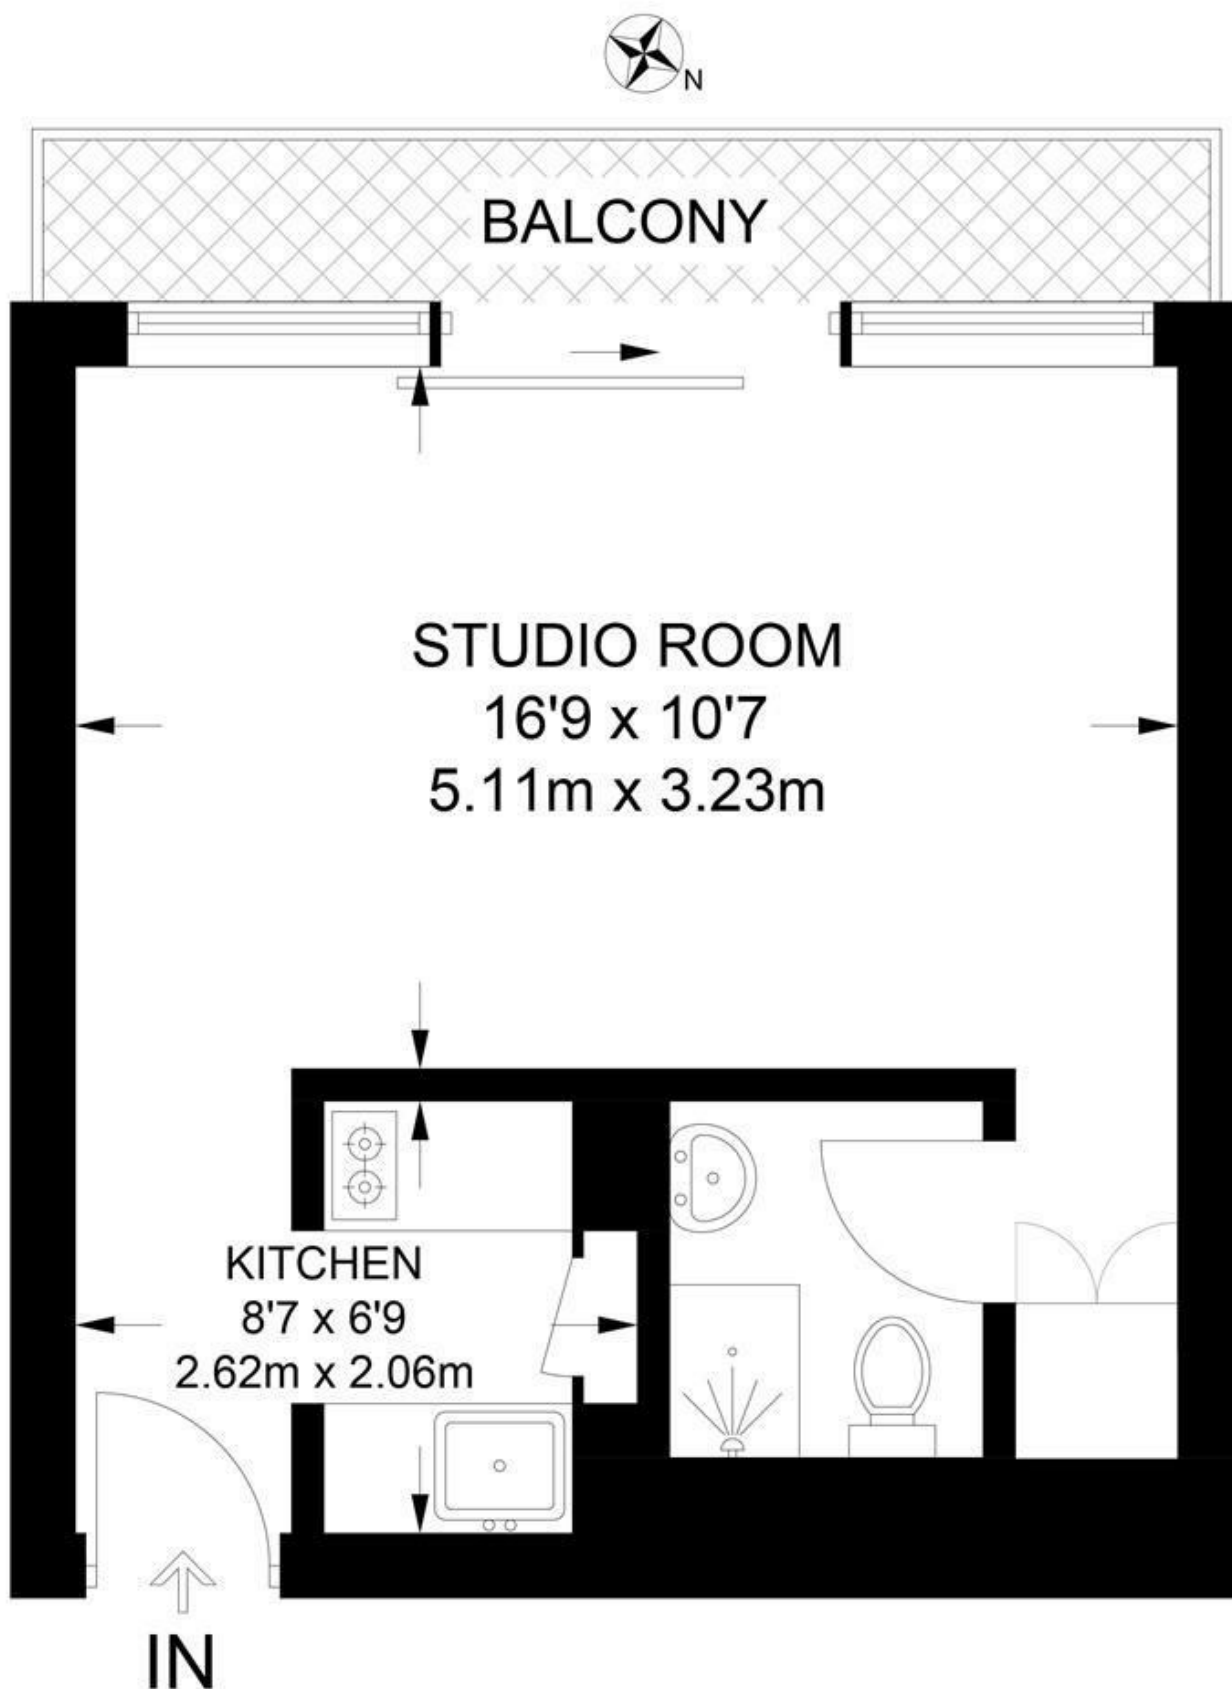 N
BALCONY
STUDIO ROOM
16'9 x 10'7
5.11m x 3.23m
KITCHEN
8'7 x 6'9
2.62m x 2.06m
IN